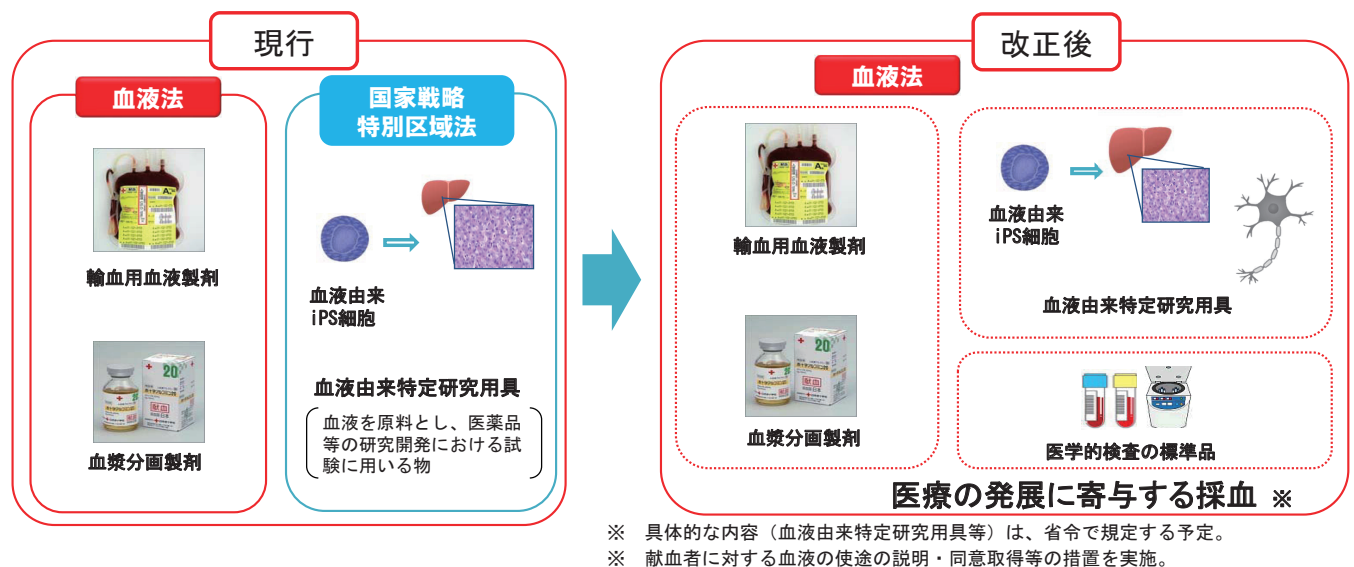 現行
血液法
国家戦略
特別区域法
輸血用血液製剤
血液由来
iPS細胞
血漿分画製剤
20
献血
血液由来特定研究用具
血液を原料とし、医薬品
等の研究開発における試
験に用いる物
改正後
血液法
輸血用血液製剤
血液由来
iPS細胞
血液由来特定研究用具
血漿分画製剤
20
献血
医学的検査の標準品
医療の発展に寄与する採血 ※
※ 具体的な内容（血液由来特定研究用具等）は、省令で規定する予定。
※ 献血者に対する血液の使途の説明・同意取得等の措置を実施。